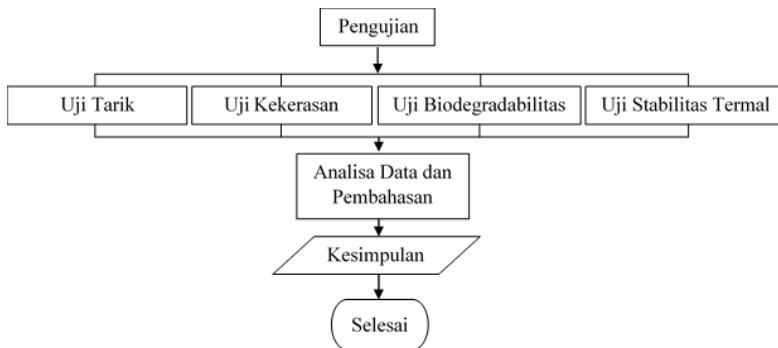 Pengujian
Uji Tarik
Uji Kekerasan
Uji Biodegradabilitas
Uji Stabilitas Termal
Analisa Data dan
Pembahasan
Kesimpulan
Selesai